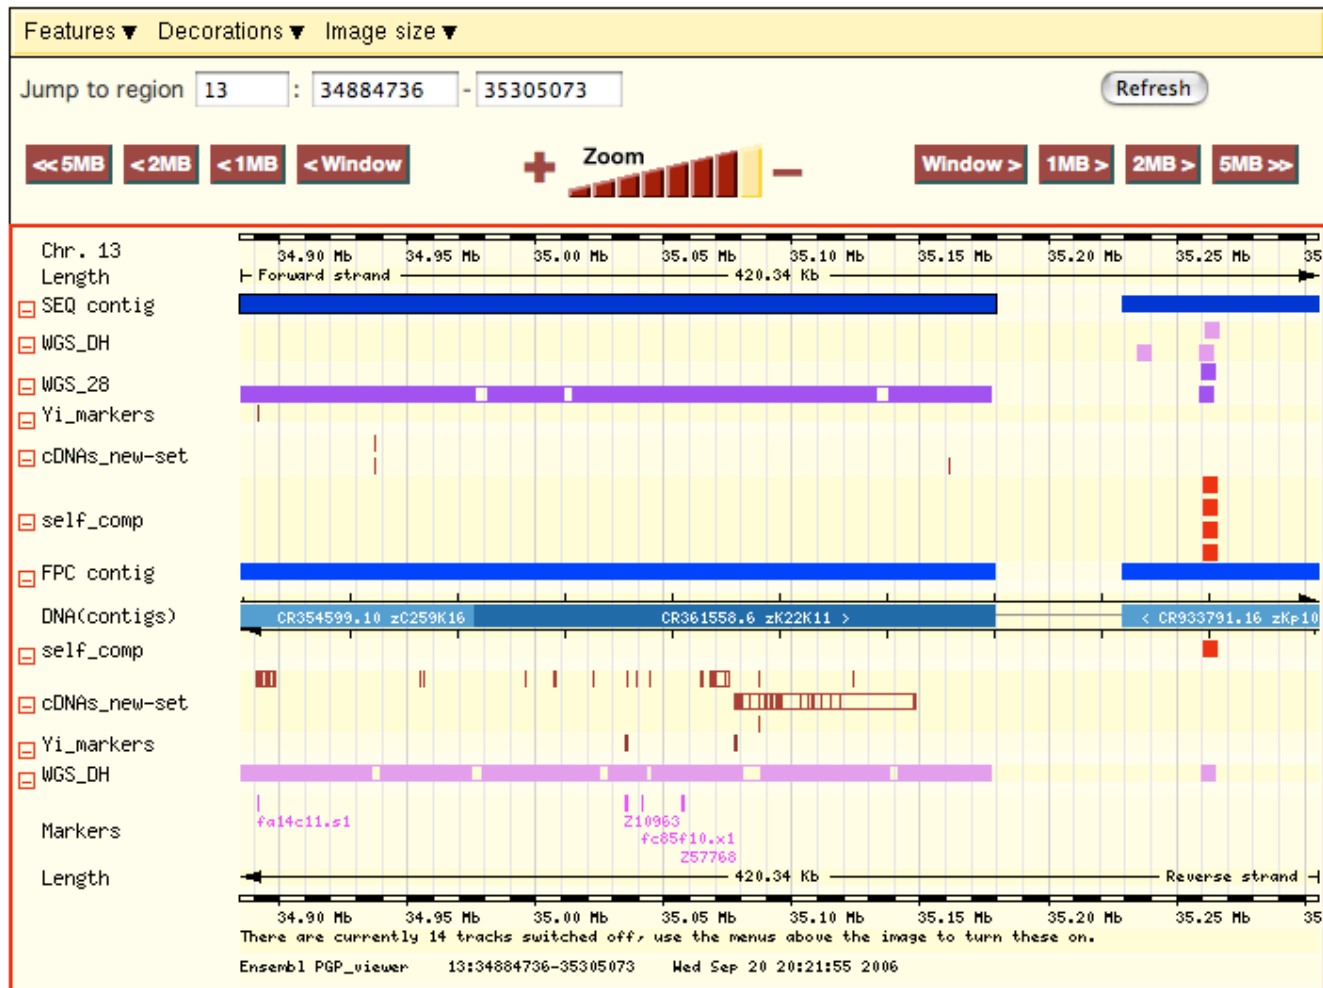 Features ▼ Decorations ▼ Image size ▼
Jump to region 13 : 34884736 - 35305073 Refresh
<< 5MB < 2MB < 1MB < Window + Zoom − Window > 1MB > 2MB > 5MB >>
Chr. 13 34.90 Mb 34.95 Mb 35.00 Mb 35.05 Mb 35.10 Mb 35.15 Mb 35.20 Mb 35.25 Mb 35
Length Forward strand 420.34 Kb
SEQ contig
WGS_DH
WGS_28
Yi_markers
cDNAs_new-set
self_comp
FPC contig
DNA(contigs) CR354599.10 zC259K16 CR361558.6 zK22K11 > < CR933791.16 zKp10
self_comp
cDNAs_new-set
Yi_markers
WGS_DH
fa14c11.s1 Z10963
Markers fc85f10.x1
Z57768
Length 420.34 Kb Reverse strand
34.90 Mb 34.95 Mb 35.00 Mb 35.05 Mb 35.10 Mb 35.15 Mb 35.20 Mb 35.25 Mb 35
There are currently 14 tracks switched off, use the menus above the image to turn these on.
Ensembl PGP_viewer 13:34884736-35305073 Wed Sep 20 20:21:55 2006